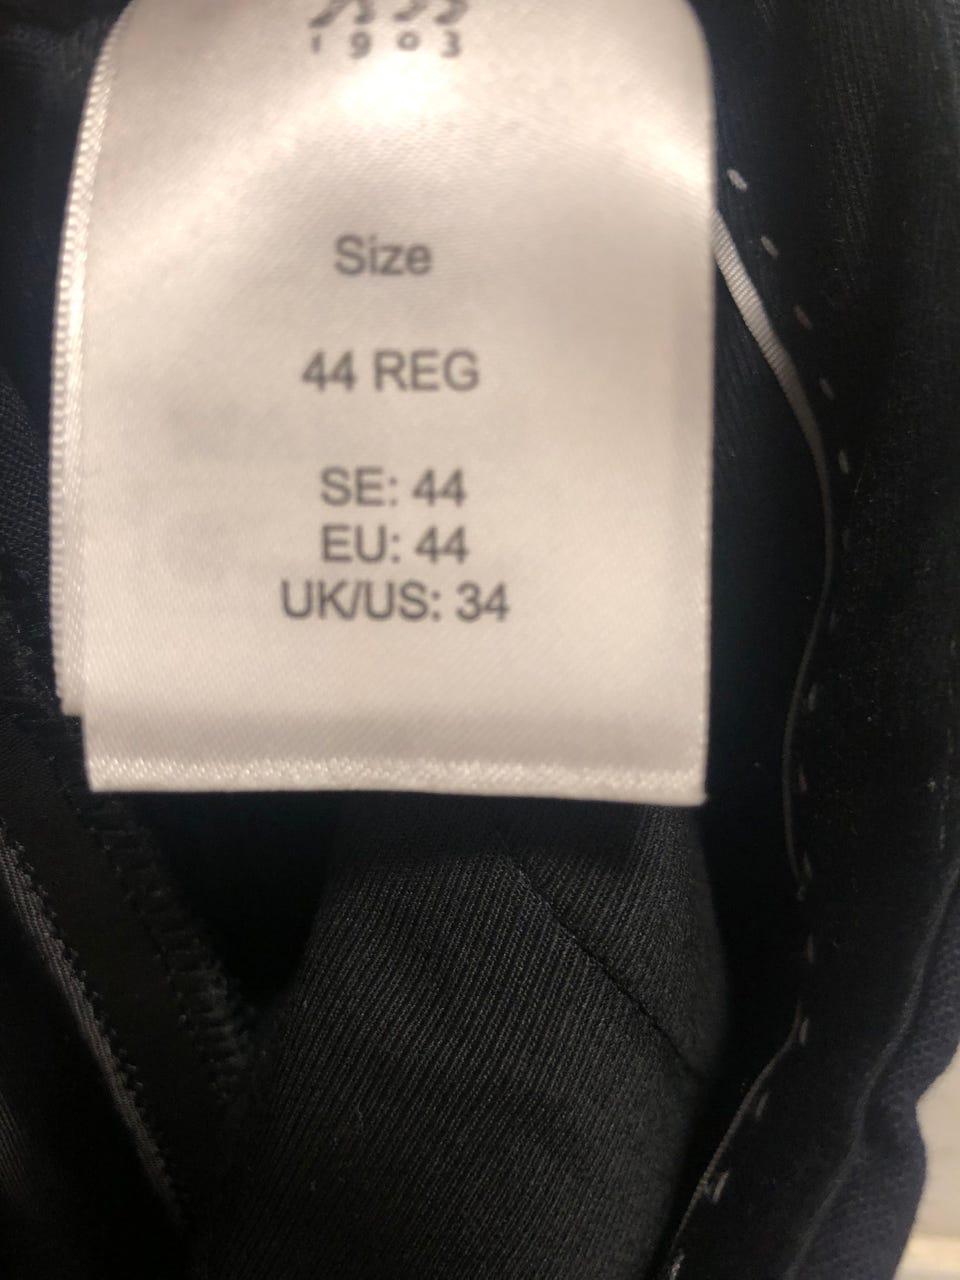 1903
Size
44 REG
SE: 44
EU: 44
UK/US: 34